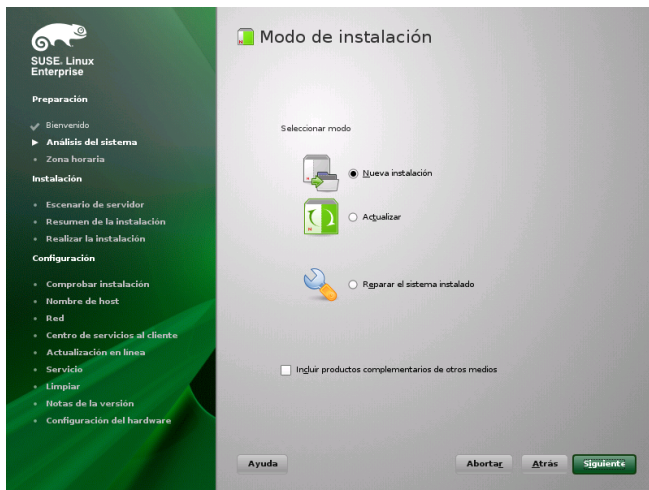 SUSE. Linux
Enterprise
Preparación
Bienvenido
Análisis del sistema
Zona horaria
Instalación
Escenario de servidor
Resumen de la instalación
Realizar la instalación
Configuración
Comprobar instalación
Nombre de host
Red
Centro de servicios al cliente
Actualización en línea
Servicio
Limpiar
Notas de la versión
Configuración del hardware
Modo de instalación
Seleccionar modo
Nueva instalación
Actualizar
Reparar el sistema instalado
Incluir productos complementarios de otros medios
Ayuda
Abortar
Atrás
Siguiente